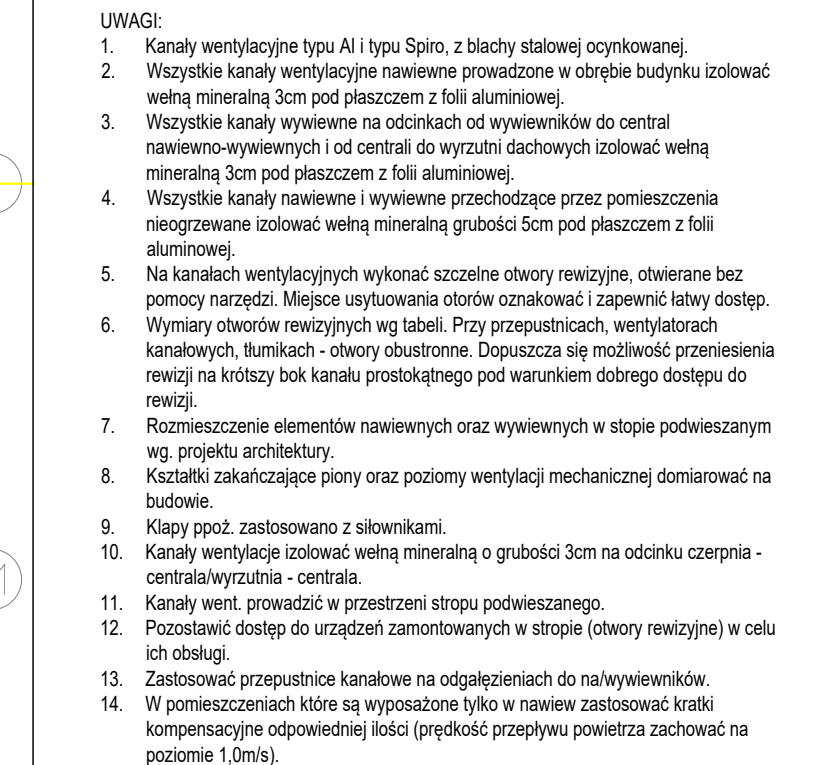 UWAGI:
1. Kanały wentylacyjne typu AI i typu Spiro, z blachy stalowej ocynkowanej.
2. Wszystkie kanały wentylacyjne nawiewne prowadzone w obrębie budynku izolować
wełną mineralną 3cm pod płaszczem z folii aluminiowej.
3. Wszystkie kanały wywiewne na odcinkach od wywiewników do central
nawiewno-wywiewnych i od centrali do wyrzutni dachowych izolować wełną
mineralną 3cm pod płaszczem z folii aluminiowej.
4. Wszystkie kanały nawiewne i wywiewne przechodzące przez pomieszczenia
nieogrzewane izolować wełną mineralną grubości 5cm pod płaszczem z folii
aluminowej.
5. Na kanałach wentylacyjnych wykonać szczelne otwory rewizyjne, otwierane bez
pomocy narzędzi. Miejsce usytuowania otorów oznakować i zapewnić łatwy dostęp.
6. Wymiary otworów rewizyjnych wg tabeli. Przy przepustnicach, wentylatorach
kanałowych, tłumikach - otwory obustronne. Dopuszcza się możliwość przeniesienia
rewizji na krótszy bok kanału prostokątnego pod warunkiem dobrego dostępu do
rewizji.
7. Rozmieszczenie elementów nawiewnych oraz wywiewnych w stopie podwieszanym
wg. projektu architektury.
8. Kształtki zakańczające piony oraz poziomy wentylacji mechanicznej domiarować na
budowie.
9. Klapy ppoż. zastosowano z siłownikami.
10. Kanały wentylacje izolować wełną mineralną o grubości 3cm na odcinku czerpnia -
centrala/wyrzutnia - centrala.
11. Kanały went. prowadzić w przestrzeni stropu podwieszanego.
12. Pozostawić dostęp do urządzeń zamontowanych w stropie (otwory rewizyjne) w celu
ich obsługi.
13. Zastosować przepustnice kanałowe na odgałęzieniach do na/wywiewników.
14. W pomieszczeniach które są wyposażone tylko w nawiew zastosować kratki
kompensacyjne odpowiedniej ilości (prędkość przepływu powietrza zachować na
poziomie 1,0m/s).
1